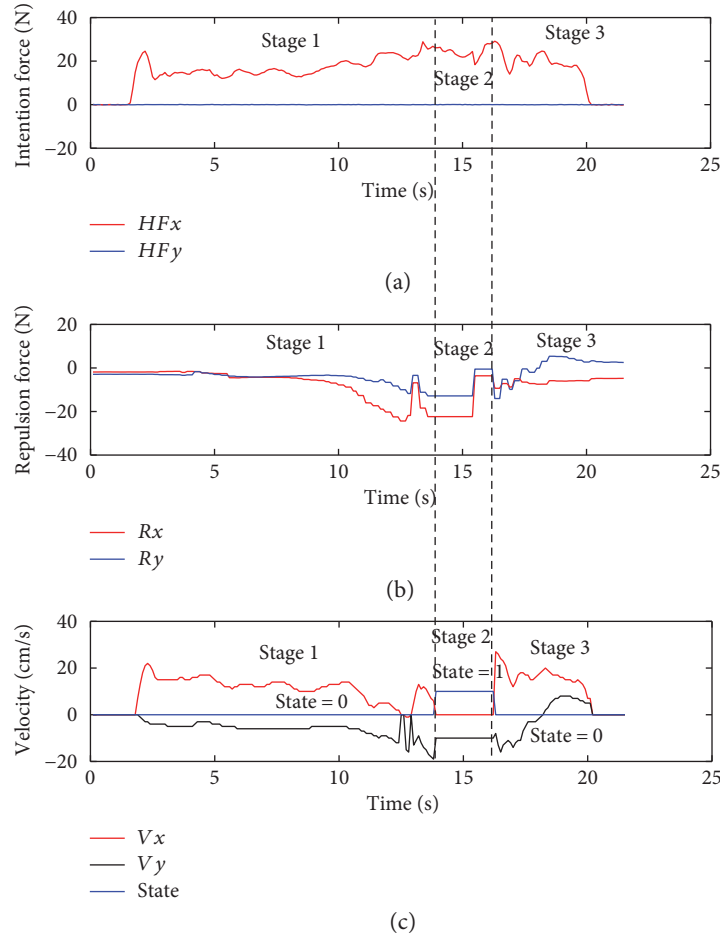 40
Stage 1
Stage 3
20
Stage 2
0
−20
0 5 10 15 20 25
Intention force (N)
Time (s)
HFx
HFy
(a)
20
Stage 1
Stage 2
Stage 3
0
−20
−40
0 5 10 15 20 25
Repulsion force (N)
Time (s)
Rx
Ry
(b)
40
Stage 2
Stage 1
Stage 3
20
State = 1
State = 0
0
State = 0
−20
0 5 10 15 20 25
Velocity (cm/s)
Time (s)
Vx
Vy
State
(c)